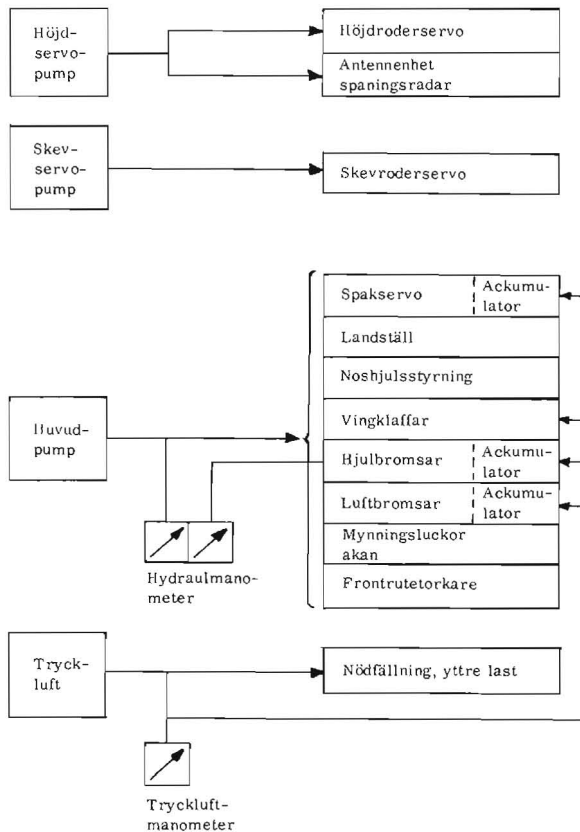 Höjd-
servo-
pump
Höjdroderservo
Antennenhet
spaningsradar
Skev-
servo-
pump
Skevroderservo
Spakservo
Ackumu-
lator
Landställ
Noshjulsstyrning
Huvud-
pump
Vingklaffar
Hjulbromsar
Ackumu-
lator
Luftbromsar
Ackumu-
lator
Mynningsluckor
akan
Frontrutetorkare
Hydraulmano-
meter
Tryck-
luft
Nödfällning, yttre last
Tryckluft-
manometer